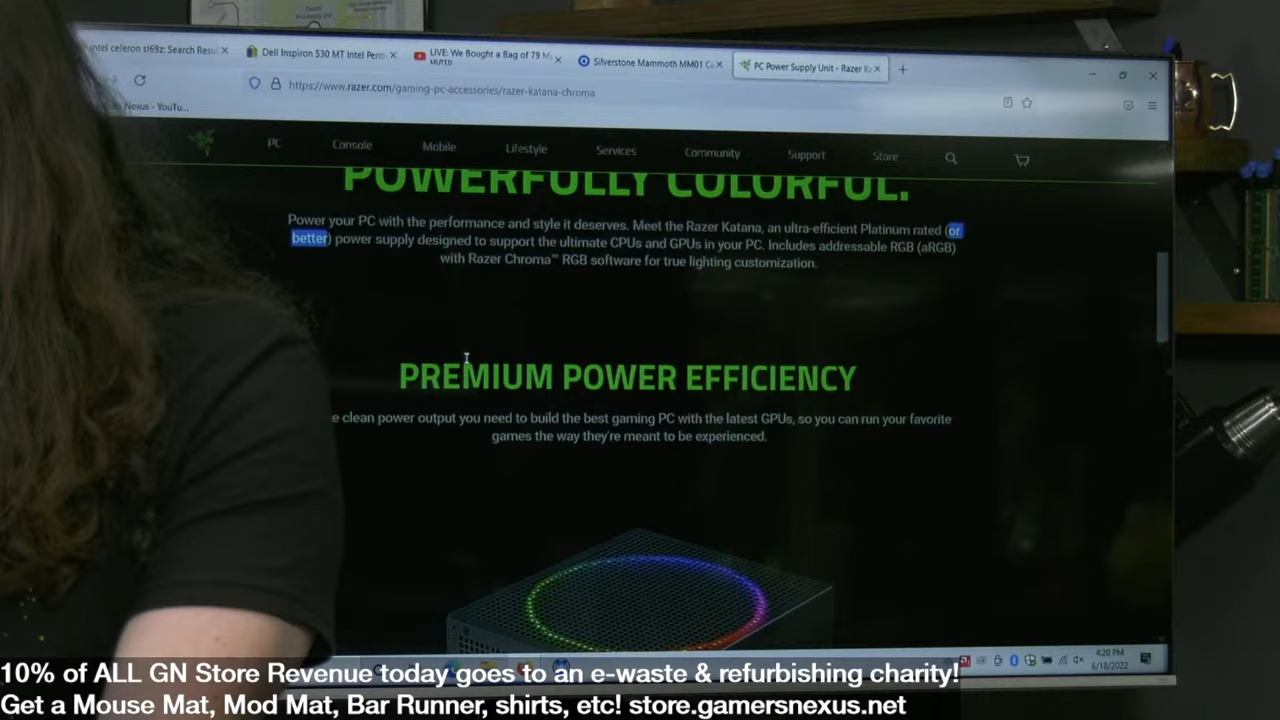 intel celeron sl69z: Search Resul
Dell Inspiron 530 MT Intel Pent
LIVE: We Bought a Bag of 79 M
MUTED
Silverstone Mammoth MM01 C
PC Power Supply Unit - Razer K
https://www.razer.com/gaming-pc-accessories/razer-katana-chroma
Nexus - YouTu...
PC Console Mobile Lifestyle Services Community Support Store
POWERFULLY COLORFUL.
Power your PC with the performance and style it deserves. Meet the Razer Katana, an ultra-efficient Platinum rated (or
better) power supply designed to support the ultimate CPUs and GPUs in your PC. Includes addressable RGB (aRGB)
with Razer Chroma™ RGB software for true lighting customization.
PREMIUM POWER EFFICIENCY
e clean power output you need to build the best gaming PC with the latest GPUs, so you can run your favorite
games the way they're meant to be experienced.
4:20 PM
6/18/2022
10% of ALL GN Store Revenue today goes to an e-waste & refurbishing charity!
Get a Mouse Mat, Mod Mat, Bar Runner, shirts, etc! store.gamersnexus.net